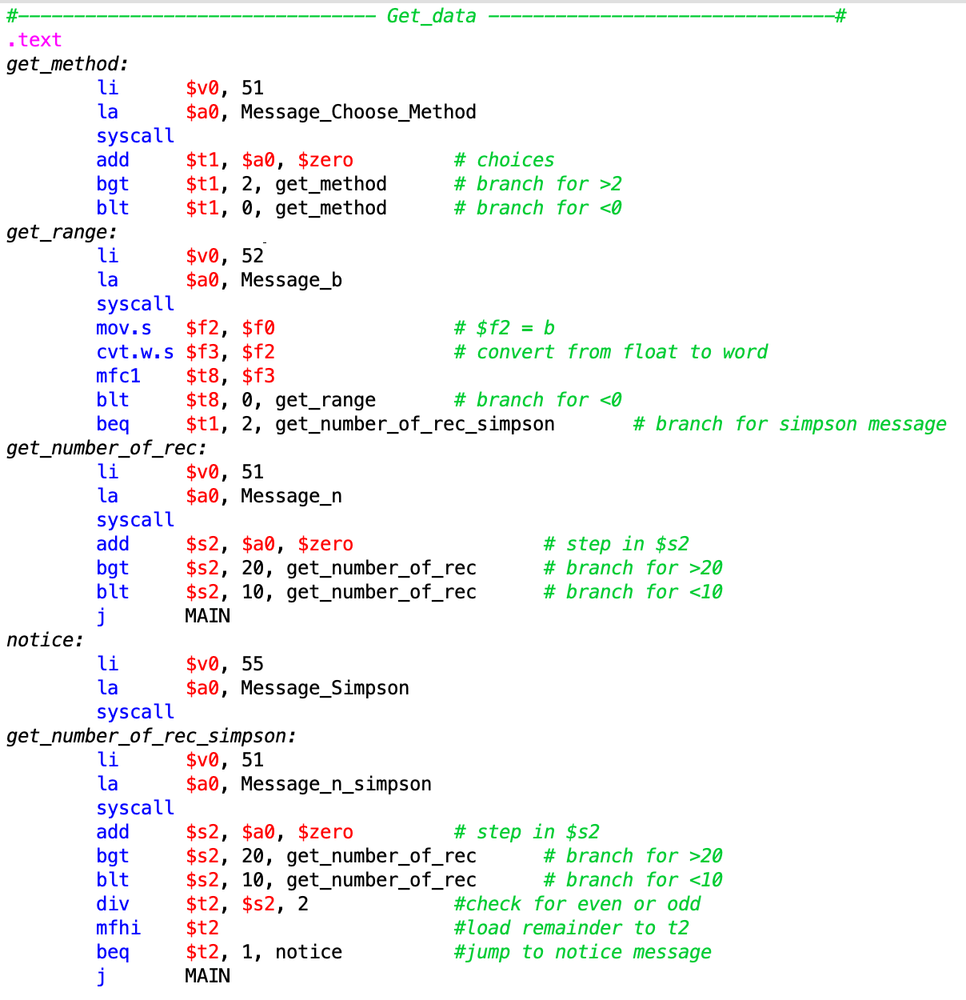 #-------------------------------- Get_data -------------------------------#
.text
get_method:
        li      $v0, 51
        la      $a0, Message_Choose_Method
        syscall
        add     $t1, $a0, $zero         # choices
        bgt     $t1, 2, get_method      # branch for >2
        blt     $t1, 0, get_method      # branch for <0
get_range:
        li      $v0, 52
        la      $a0, Message_b
        syscall
        mov.s   $f2, $f0                # $f2 = b
        cvt.w.s $f3, $f2                # convert from float to word
        mfc1    $t8, $f3
        blt     $t8, 0, get_range       # branch for <0
        beq     $t1, 2, get_number_of_rec_simpson       # branch for simpson message
get_number_of_rec:
        li      $v0, 51
        la      $a0, Message_n
        syscall
        add     $s2, $a0, $zero                 # step in $s2
        bgt     $s2, 20, get_number_of_rec      # branch for >20
        blt     $s2, 10, get_number_of_rec      # branch for <10
        j       MAIN
notice:
        li      $v0, 55
        la      $a0, Message_Simpson
        syscall
get_number_of_rec_simpson:
        li      $v0, 51
        la      $a0, Message_n_simpson
        syscall
        add     $s2, $a0, $zero         # step in $s2
        bgt     $s2, 20, get_number_of_rec      # branch for >20
        blt     $s2, 10, get_number_of_rec      # branch for <10
        div     $t2, $s2, 2             #check for even or odd
        mfhi    $t2                     #load remainder to t2
        beq     $t2, 1, notice          #jump to notice message
        j       MAIN